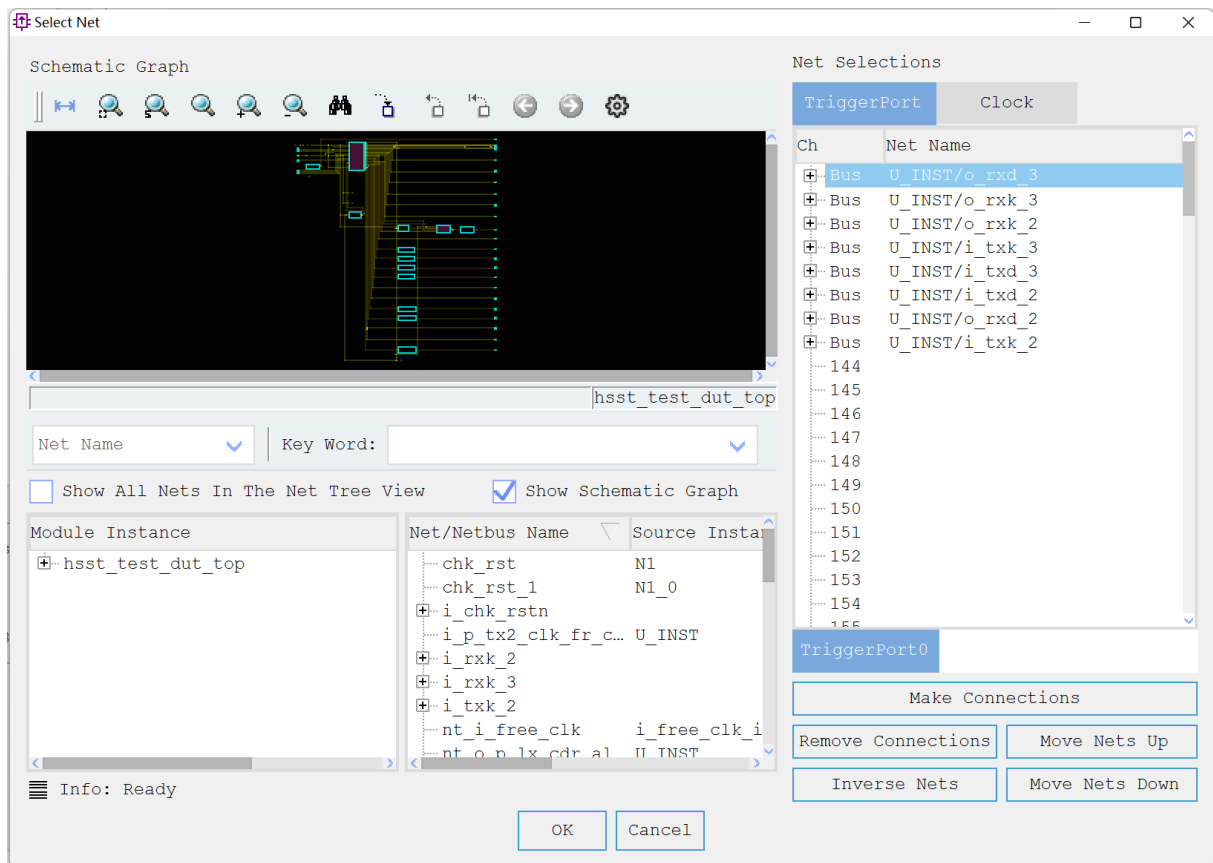 Select Net
Schematic Graph
hsst_test_dut_top
Net Name
Key Word:
Show All Nets In The Net Tree View
Show Schematic Graph
Module Instance
hsst_test_dut_top
Net/Netbus Name Source Instan
chk_rst N1
chk_rst_1 N1_0
i_chk_rstn
i_p_tx2_clk_fr_c... U_INST
i_rxk_2
i_rxk_3
i_txk_2
nt_i_free_clk i_free_clk_i
nt_o_p_lx_cdr_al U_INST
Info: Ready
OK
Cancel
Net Selections
TriggerPort
Clock
Ch Net Name
Bus U_INST/o_rxd_3
Bus U_INST/o_rxk_3
Bus U_INST/o_rxk_2
Bus U_INST/i_txk_3
Bus U_INST/i_txd_3
Bus U_INST/i_txd_2
Bus U_INST/o_rxd_2
Bus U_INST/i_txk_2
144
145
146
147
148
149
150
151
152
153
154
155
TriggerPort0
Make Connections
Remove Connections
Move Nets Up
Inverse Nets
Move Nets Down